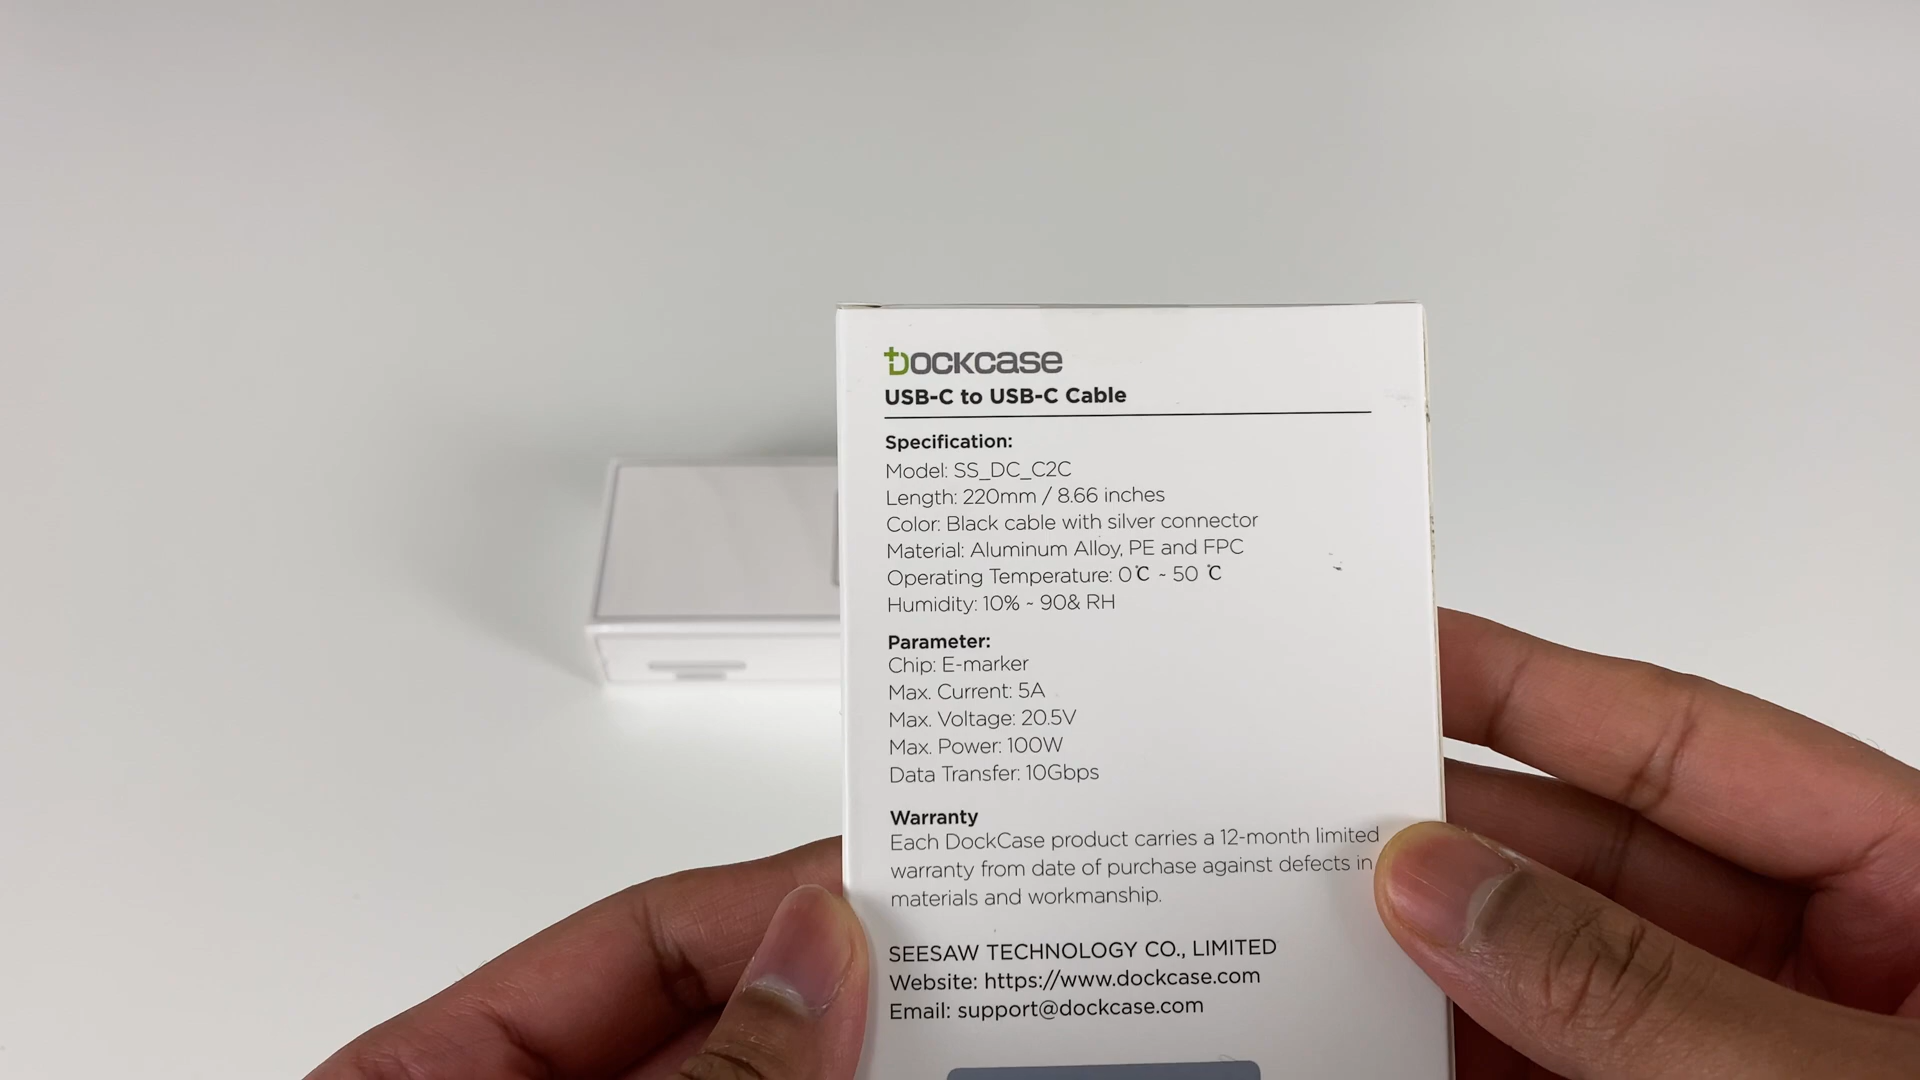 DOCKCASE
USB-C to USB-C Cable
Specification:
Model: SS_DC_C2C
Length: 220mm / 8.66 inches
Color: Black cable with silver connector
Material: Aluminum Alloy, PE and FPC
Operating Temperature: 0℃ ~ 50 ℃
Humidity: 10% ~ 90& RH
Parameter:
Chip: E-marker
Max. Current: 5A
Max. Voltage: 20.5V
Max. Power: 100W
Data Transfer: 10Gbps
Warranty
Each DockCase product carries a 12-month limited
warranty from date of purchase against defects in
materials and workmanship.
SEESAW TECHNOLOGY CO., LIMITED
Website: https://www.dockcase.com
Email: support@dockcase.com